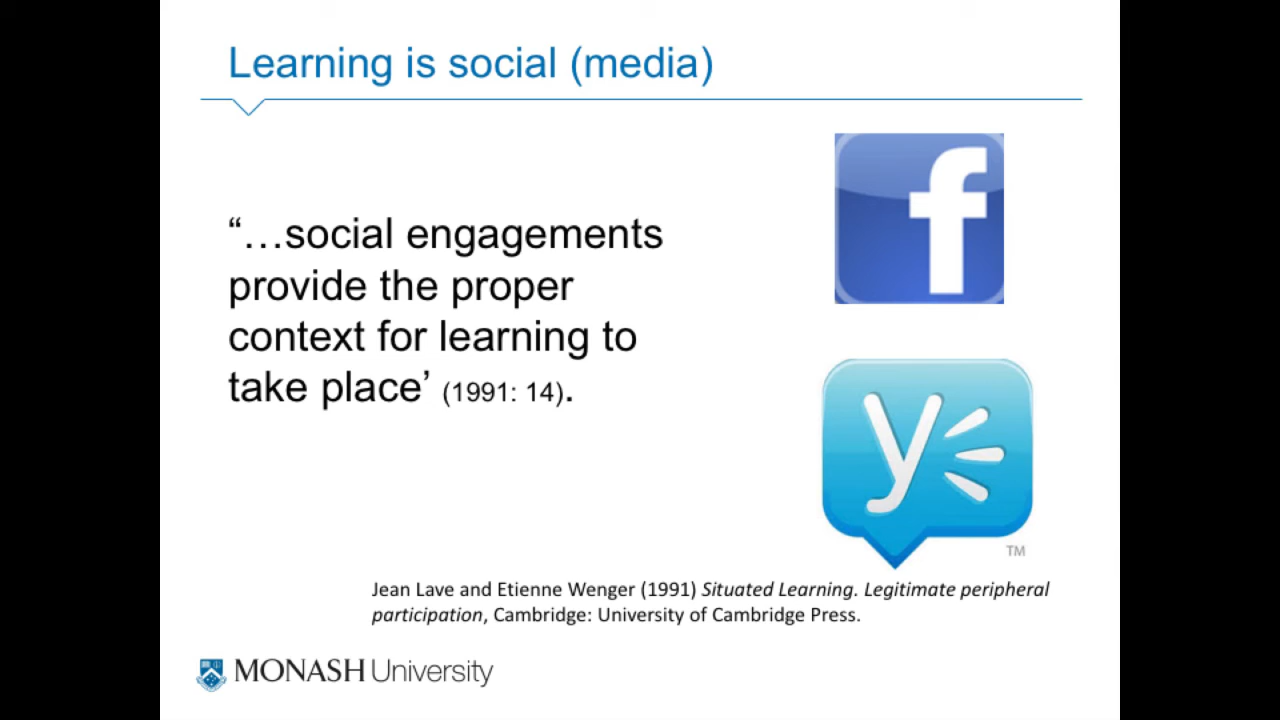 Learning is social (media)
“…social engagements
provide the proper
context for learning to
take place’ (1991: 14).
f
y
TM
Jean Lave and Etienne Wenger (1991) Situated Learning. Legitimate peripheral
participation, Cambridge: University of Cambridge Press.
MONASH University